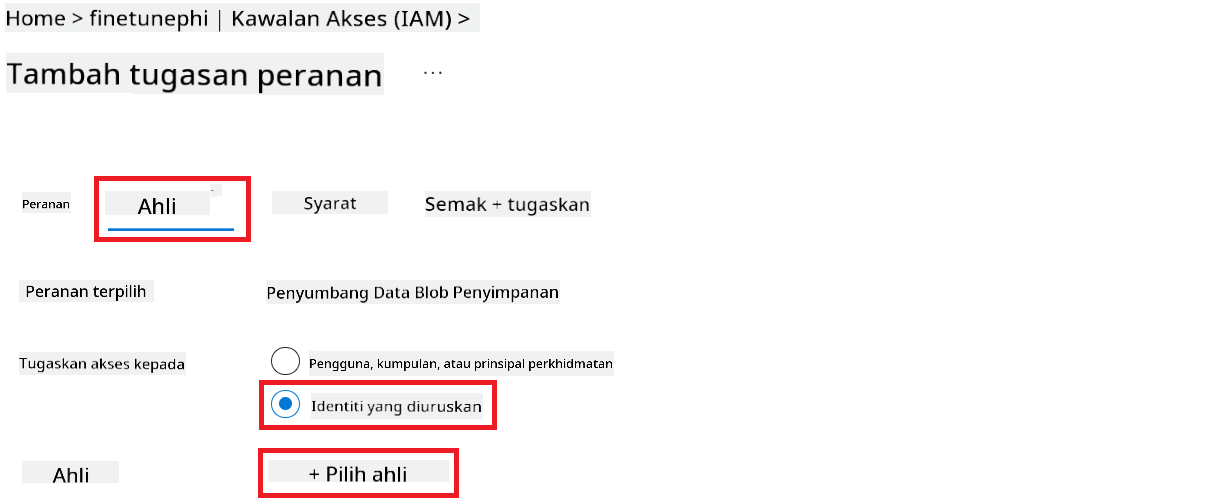 Home > finetunephi | Kawalan Akses (IAM) >
Tambah tugasan peranan ...
Peranan Ahli Syarat Semak + tugaskan
Peranan terpilih Penyumbang Data Blob Penyimpanan
Tugaskan akses kepada Pengguna, kumpulan, atau prinsipal perkhidmatan
Identiti yang diuruskan
Ahli + Pilih ahli